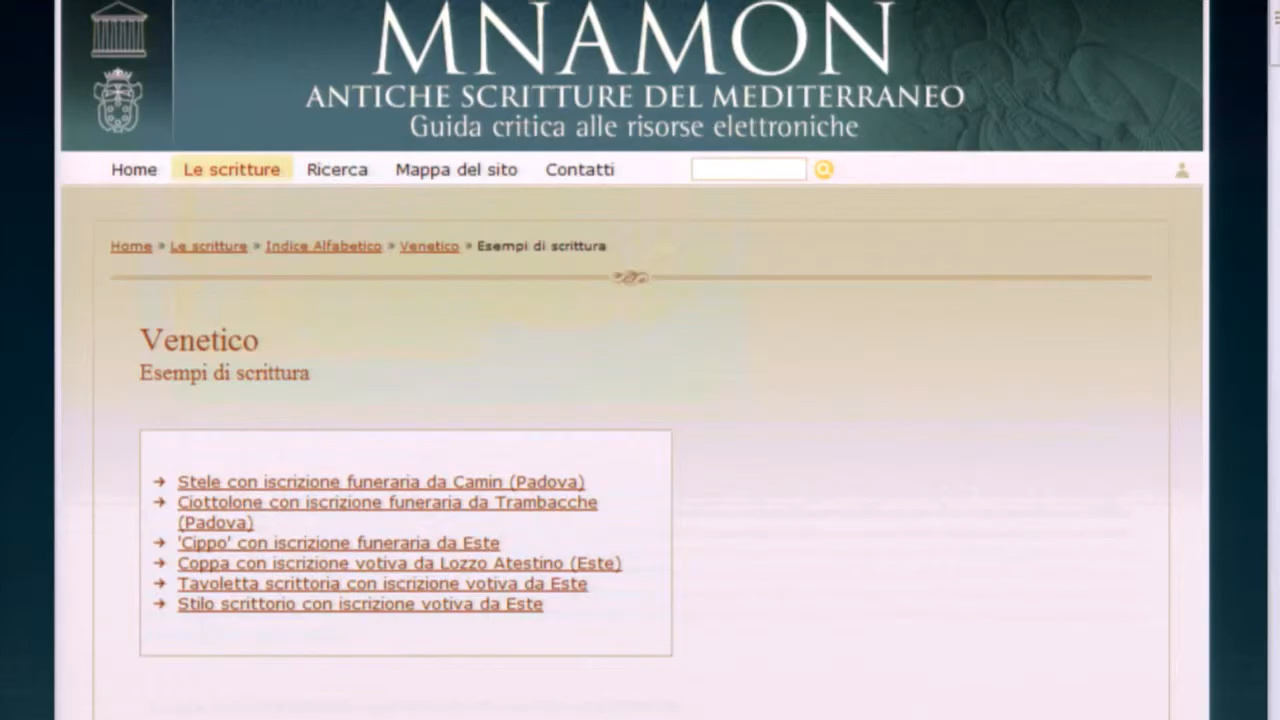 MNAMON
ANTICHE SCRITTURE DEL MEDITERRANEO
Guida critica alle risorse elettroniche
Home Le scritture Ricerca Mappa del sito Contatti
Home » Le scritture » Indice Alfabetico » Venetico » Esempi di scrittura
Venetico
Esempi di scrittura
→ Stele con iscrizione funeraria da Camin (Padova)
→ Ciottolone con iscrizione funeraria da Trambacche
(Padova)
→ 'Cippo' con iscrizione funeraria da Este
→ Coppa con iscrizione votiva da Lozzo Atestino (Este)
→ Tavoletta scrittoria con iscrizione votiva da Este
→ Stilo scrittorio con iscrizione votiva da Este